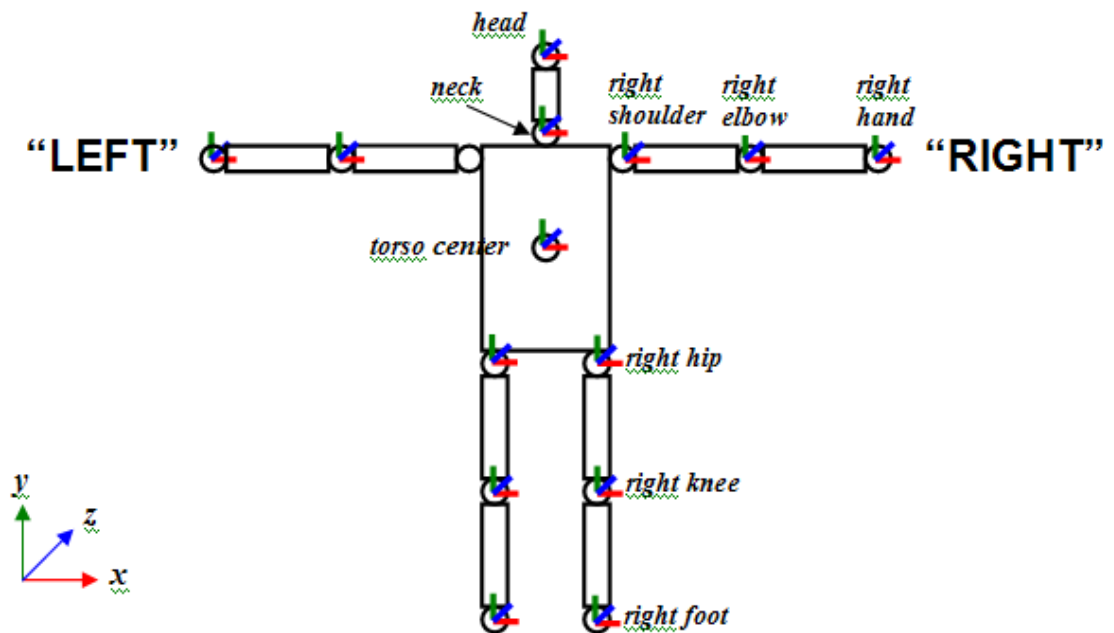 head
neck
right
shoulder
right
elbow
right
hand
“LEFT”
“RIGHT”
torso center
right hip
right knee
y
z
x
right foot